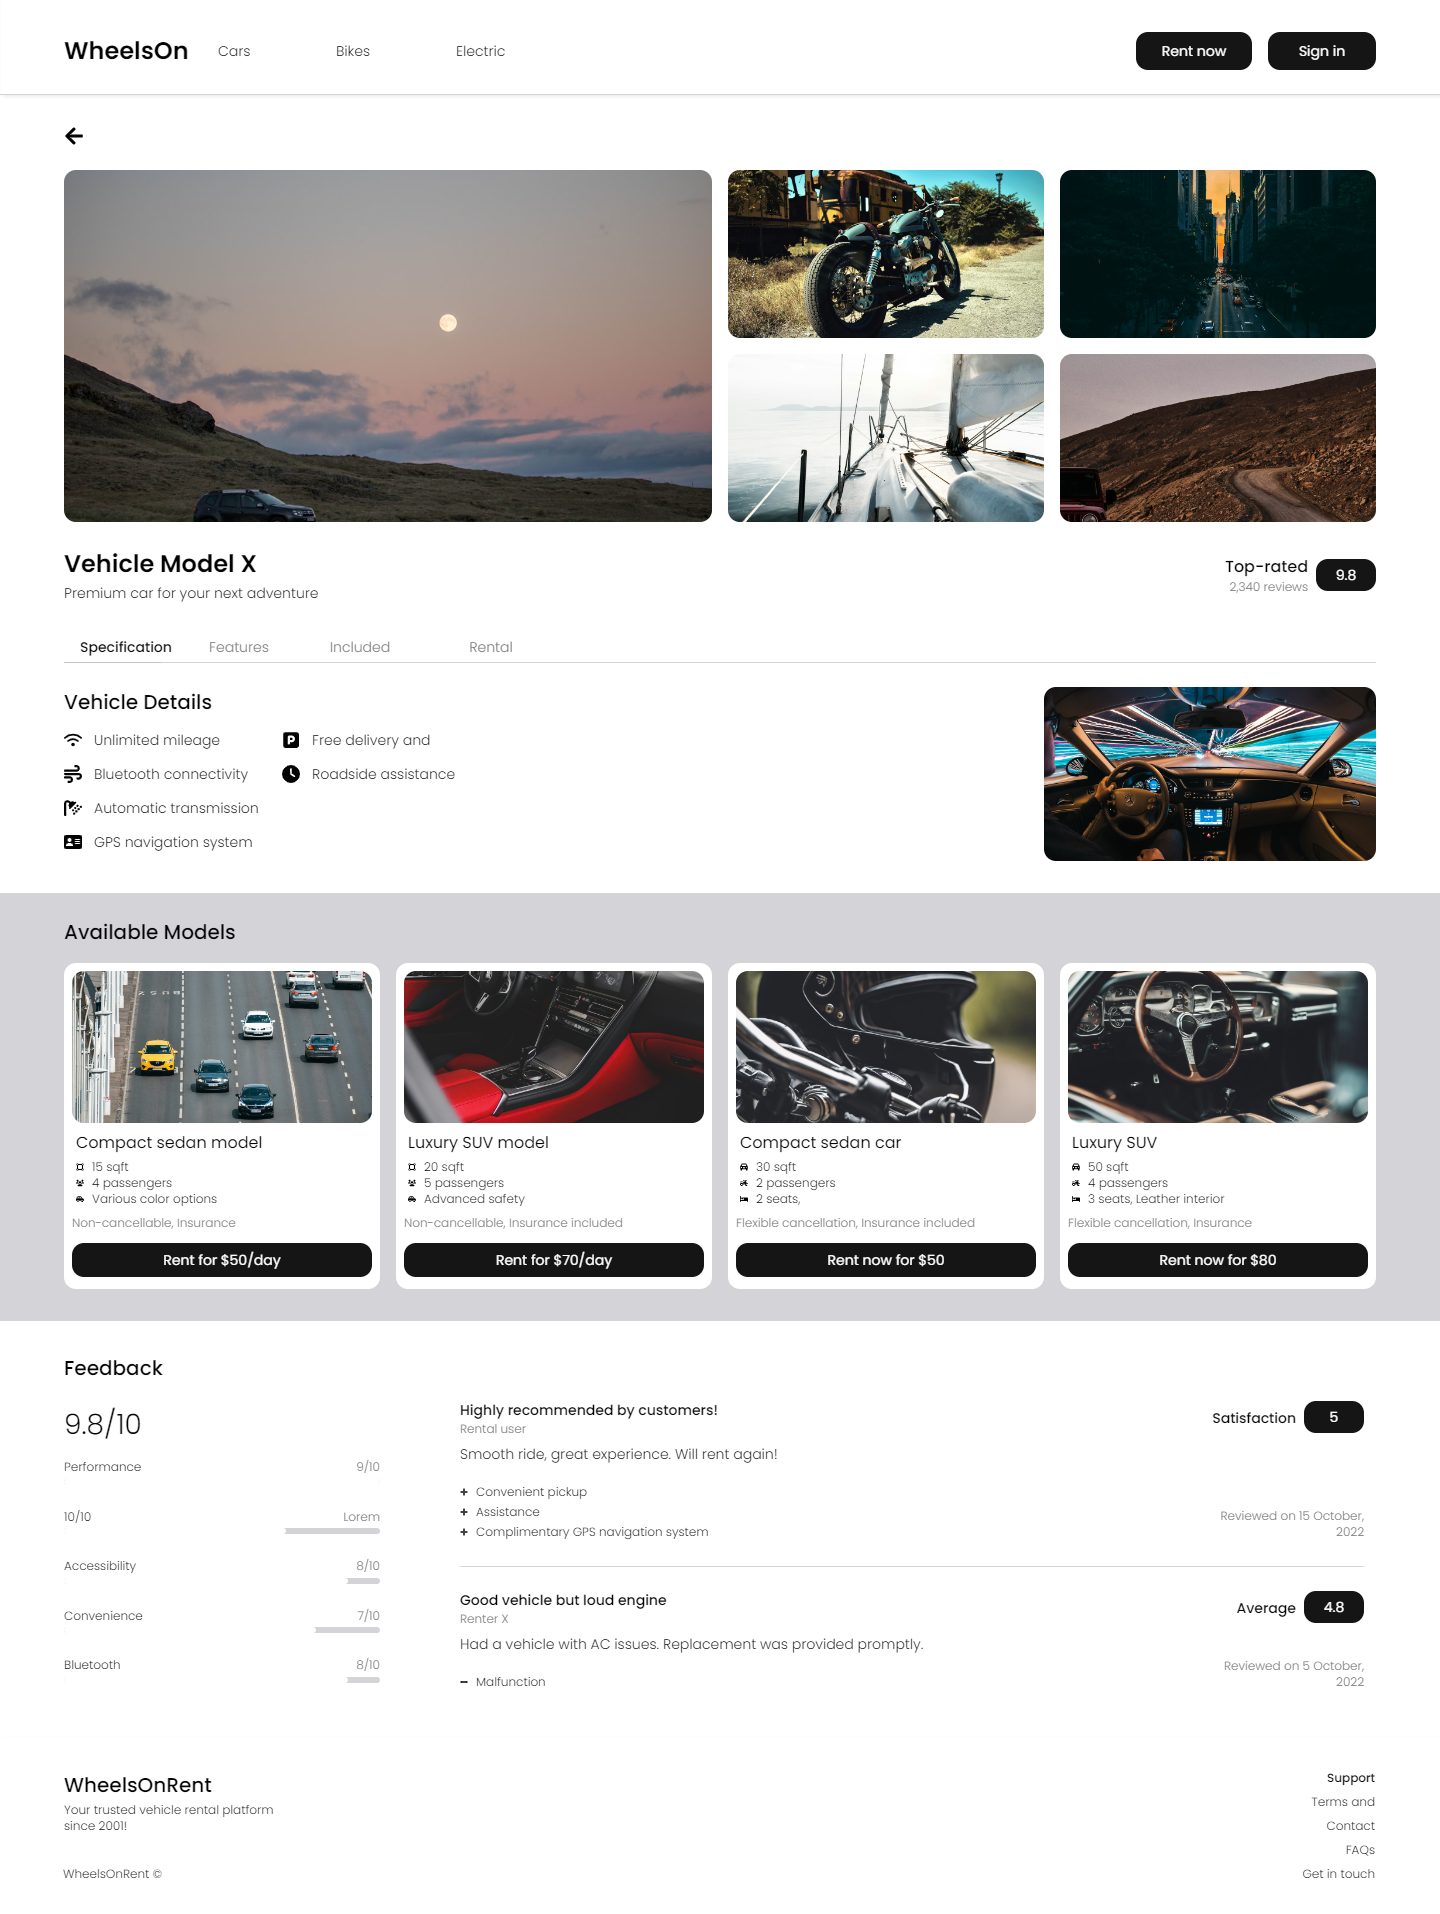 WheelsOn
Cars
Bikes
Electric
Rent now
Sign in
Vehicle Model X
Premium car for your next adventure
Top-rated
2,340 reviews
9.8
Specification
Features
Included
Rental
Vehicle Details
Unlimited mileage
Free delivery and
Bluetooth connectivity
Roadside assistance
Automatic transmission
GPS navigation system
Available Models
Compact sedan model
15 sqft
4 passengers
Various color options
Non-cancellable, Insurance
Rent for $50/day
Luxury SUV model
20 sqft
5 passengers
Advanced safety
Non-cancellable, Insurance included
Rent for $70/day
Compact sedan car
30 sqft
2 passengers
2 seats,
Flexible cancellation, Insurance included
Rent now for $50
Luxury SUV
50 sqft
4 passengers
3 seats, Leather interior
Flexible cancellation, Insurance
Rent now for $80
Feedback
9.8/10
Performance
9/10
10/10
Lorem
Accessibility
8/10
Convenience
7/10
Bluetooth
8/10
Highly recommended by customers!
Rental user
Smooth ride, great experience. Will rent again!
+ Convenient pickup
+ Assistance
+ Complimentary GPS navigation system
Satisfaction
5
Reviewed on 15 October,
2022
Good vehicle but loud engine
Renter X
Had a vehicle with AC issues. Replacement was provided promptly.
− Malfunction
Average
4.8
Reviewed on 5 October,
2022
WheelsOnRent
Your trusted vehicle rental platform
since 2001!
WheelsOnRent ©
Support
Terms and
Contact
FAQs
Get in touch